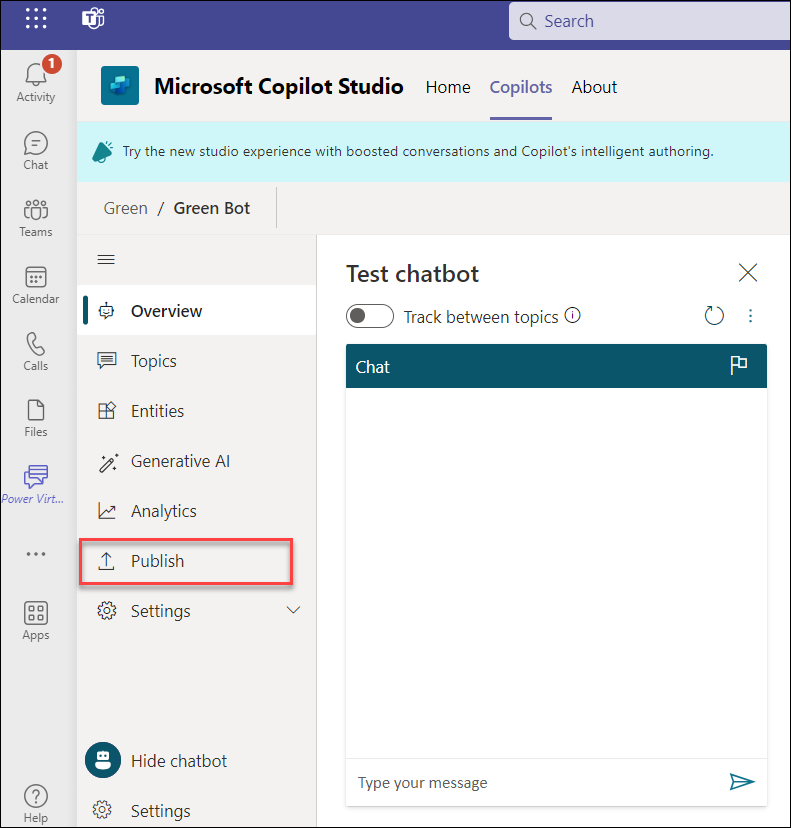 T
Search
1
Activity
Chat
Teams
Calendar
Calls
Files
Power Virt...
Apps
Help
Microsoft Copilot Studio
Home
Copilots
About
Try the new studio experience with boosted conversations and Copilot's intelligent authoring.
Green / Green Bot
Overview
Topics
Entities
Generative AI
Analytics
Publish
Settings
Hide chatbot
Settings
Test chatbot
Track between topics
Chat
Type your message